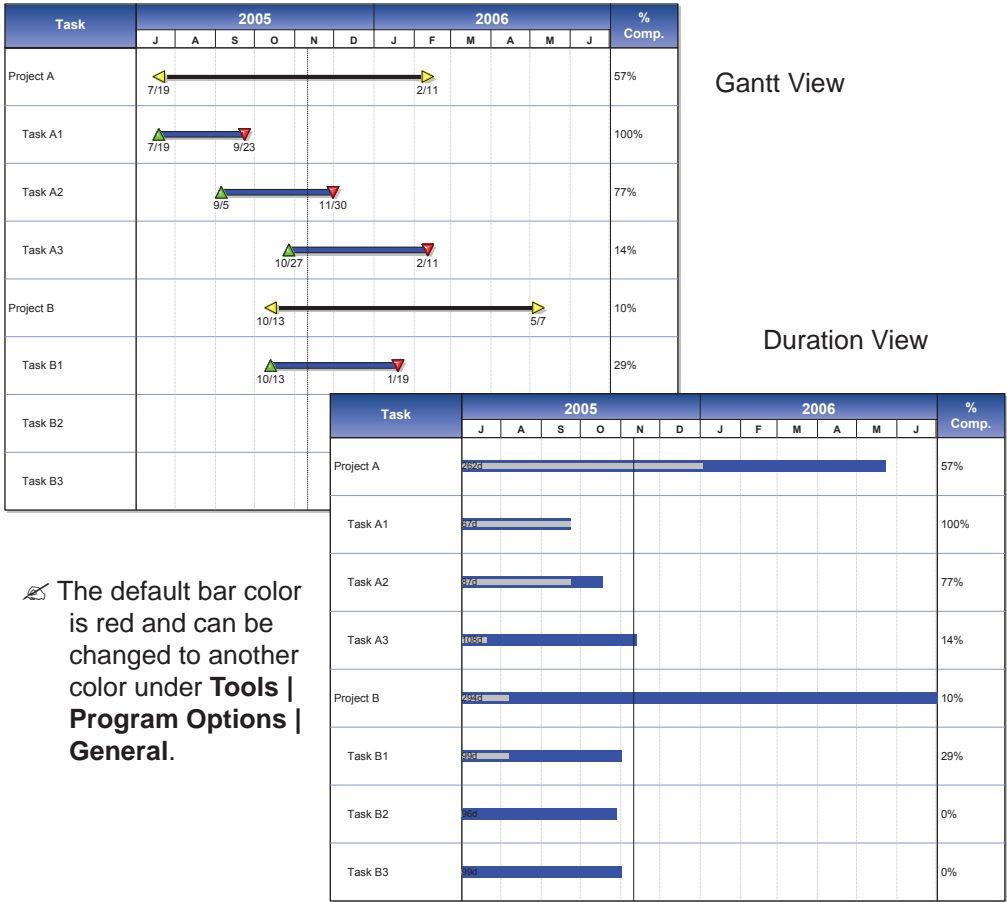 Task 2005 2006 % Comp.
J A S O N D J F M A M J
Project A 57%
7/19 2/11
Task A1 100%
7/19 9/23
Task A2 77%
9/5 11/30
Task A3 14%
10/27 2/11
Project B 10%
10/13 5/7
Task B1 29%
10/13 1/19
Task B2
Task B3
Gantt View
Duration View
Task 2005 2006 % Comp.
J A S O N D J F M A M J
Project A 262d 57%
Task A1 67d 100%
Task A2 87d 77%
Task A3 108d 14%
Project B 294d 10%
Task B1 99d 29%
Task B2 96d 0%
Task B3 99d 0%
The default bar color
is red and can be
changed to another
color under Tools |
Program Options |
General.